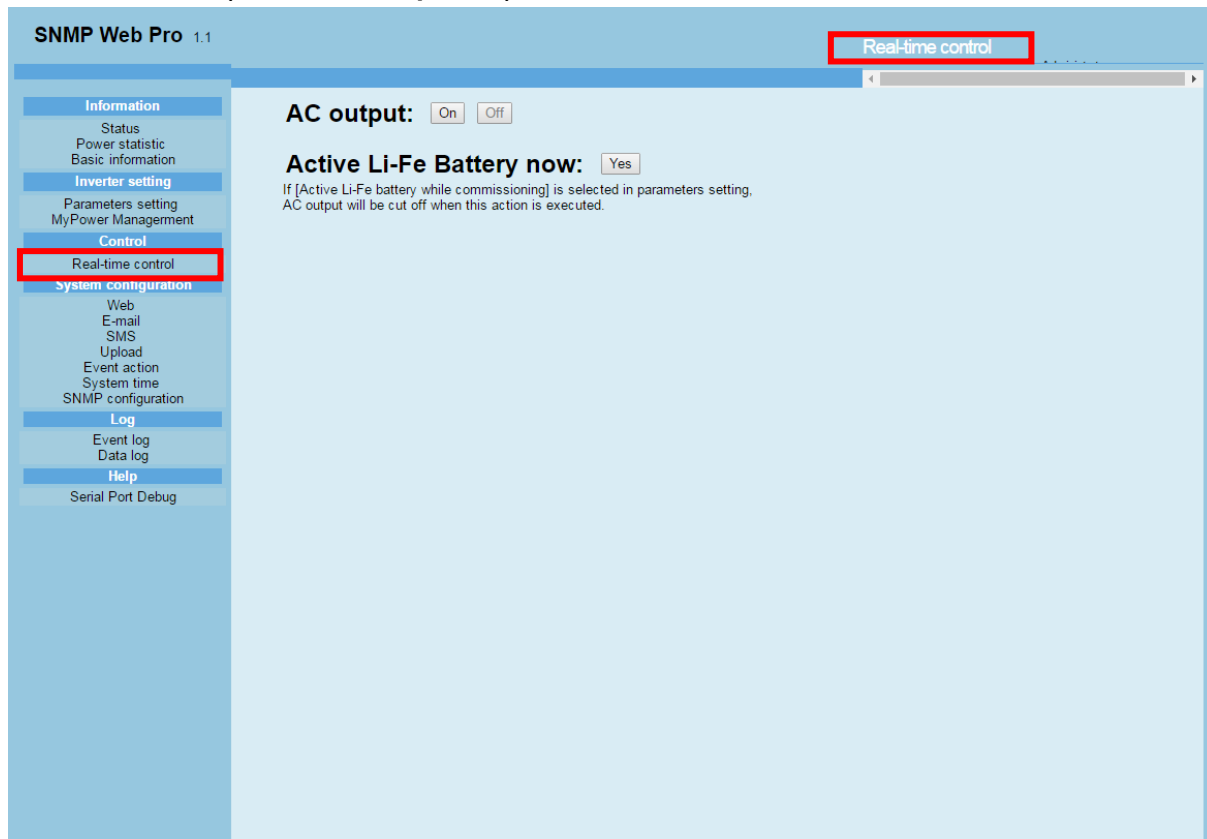 SNMP Web Pro 1.1
Real-time control
Information
Status
Power statistic
Basic information
Inverter setting
Parameters setting
MyPower Managerment
Control
Real-time control
System configuration
Web
E-mail
SMS
Upload
Event action
System time
SNMP configuration
Log
Event log
Data log
Help
Serial Port Debug
AC output: On Off
Active Li-Fe Battery now: Yes
If [Active Li-Fe battery while commissioning] is selected in parameters setting,
AC output will be cut off when this action is executed.